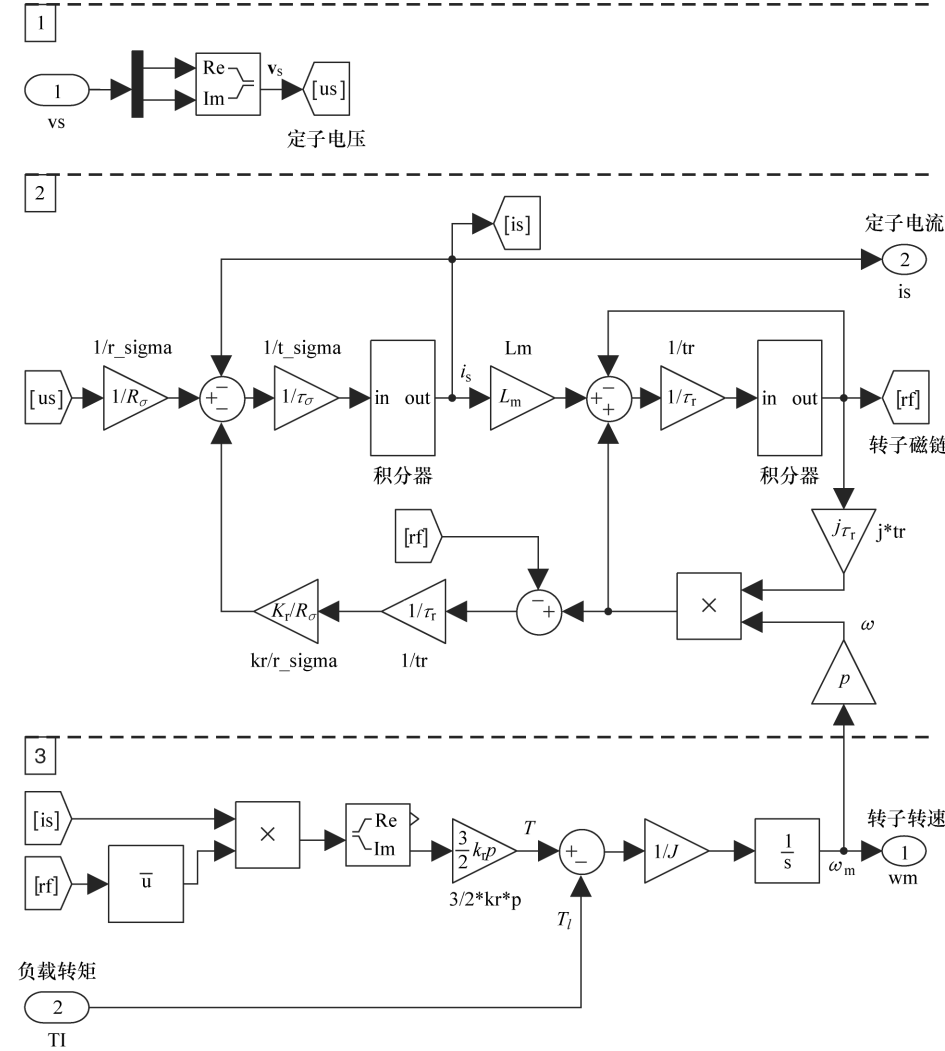 1
1
vs
Re
Im
vs
[us]
定子电压
2
[is]
定子电流
2
is
1/r_sigma
1/t_sigma
Lm
1/tr
[us]
1/Rσ
+
−
−
1/τσ
in out
is
Lm
−
+
+
1/τr
in out
[rf]
积分器
积分器
转子磁链
[rf]
jτr
j*tr
Kr/Rσ
1/τr
−
+
×
ω
kr/r_sigma
1/tr
p
3
[is]
[rf]
u̅
×
Re
Im
3/2 krp
3/2*kr*p
T
+
−
Tl
1/J
1/s
ωm
转子转速
1
wm
负载转矩
2
TI